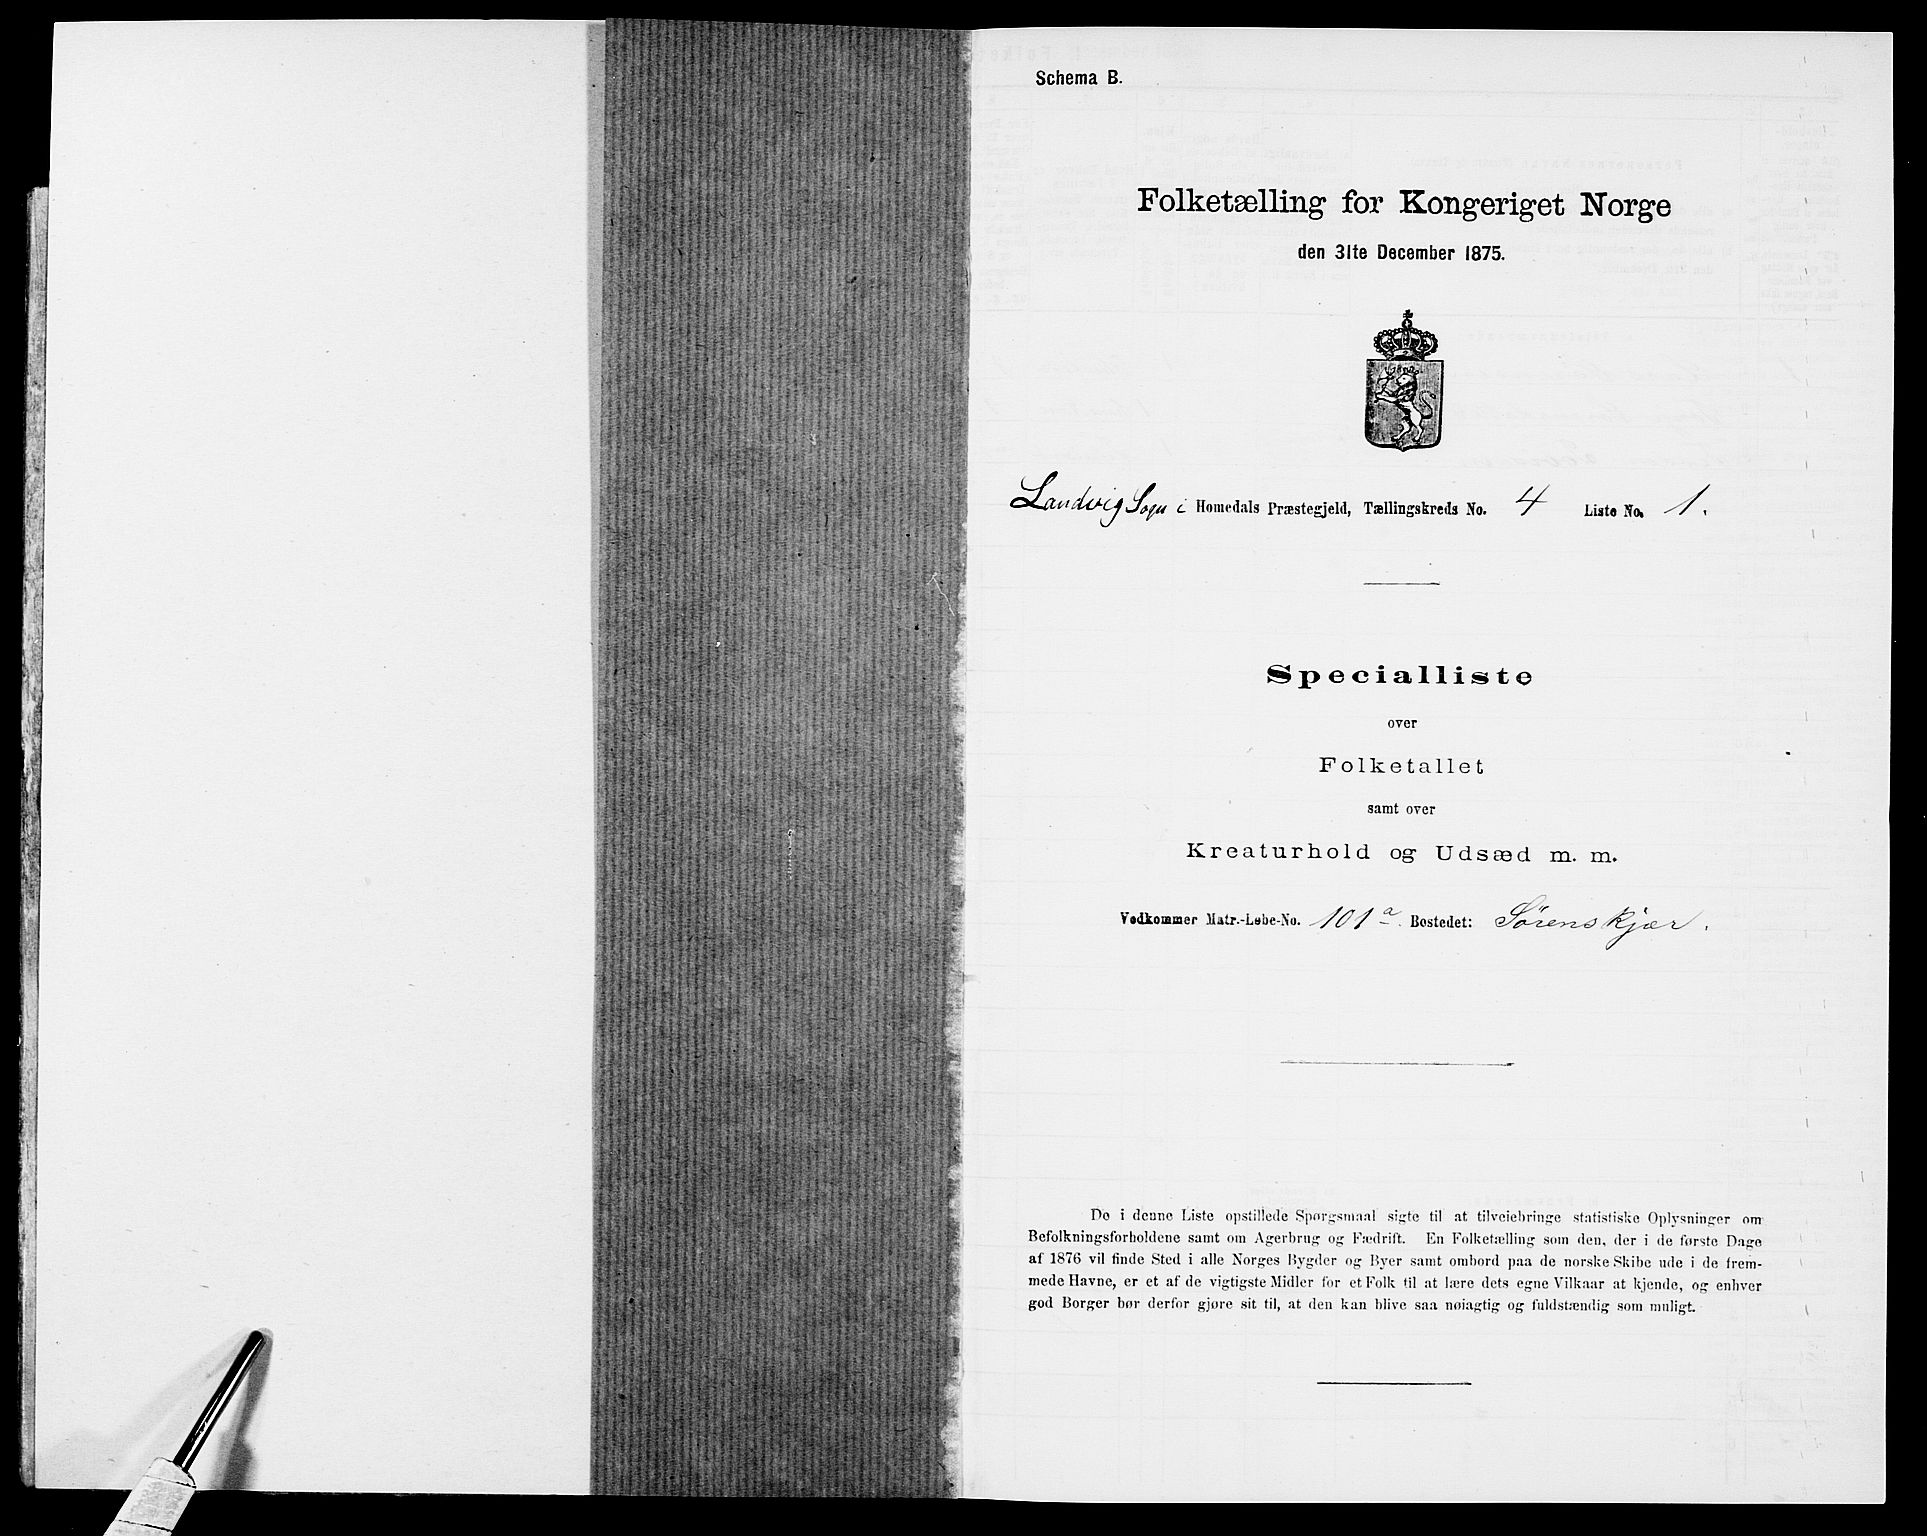 Schema B.
Folketælling for Kongeriget Norge
den 31te December 1875.
Landvig Sogn i Homedals Præstegjeld, Tællingskreds No. 4 Liste No. 1.
Specialliste
over
Folketallet
samt over
Kreaturhold og Udsæd m. m.
Vedkommer Matr.-Løbe-No. 101a. Bostedet: Sørenskjær.
De i denne Liste opstillede Spørgsmaal sigte til at tilveiebringe statistiske Oplysninger om
Befolkningsforholdene samt om Agerbrug og Fædrift. En Folketælling som den, der i de første Dage
af 1876 vil finde Sted i alle Norges Bygder og Byer samt ombord paa de norske Skibe ude i de frem-
mede Havne, er et af de vigtigste Midler for et Folk til at lære dets egne Vilkaar at kjende, og enhver
god Borger bør derfor gjøre sit til, at den kan blive saa nøiagtig og fuldstændig som muligt.